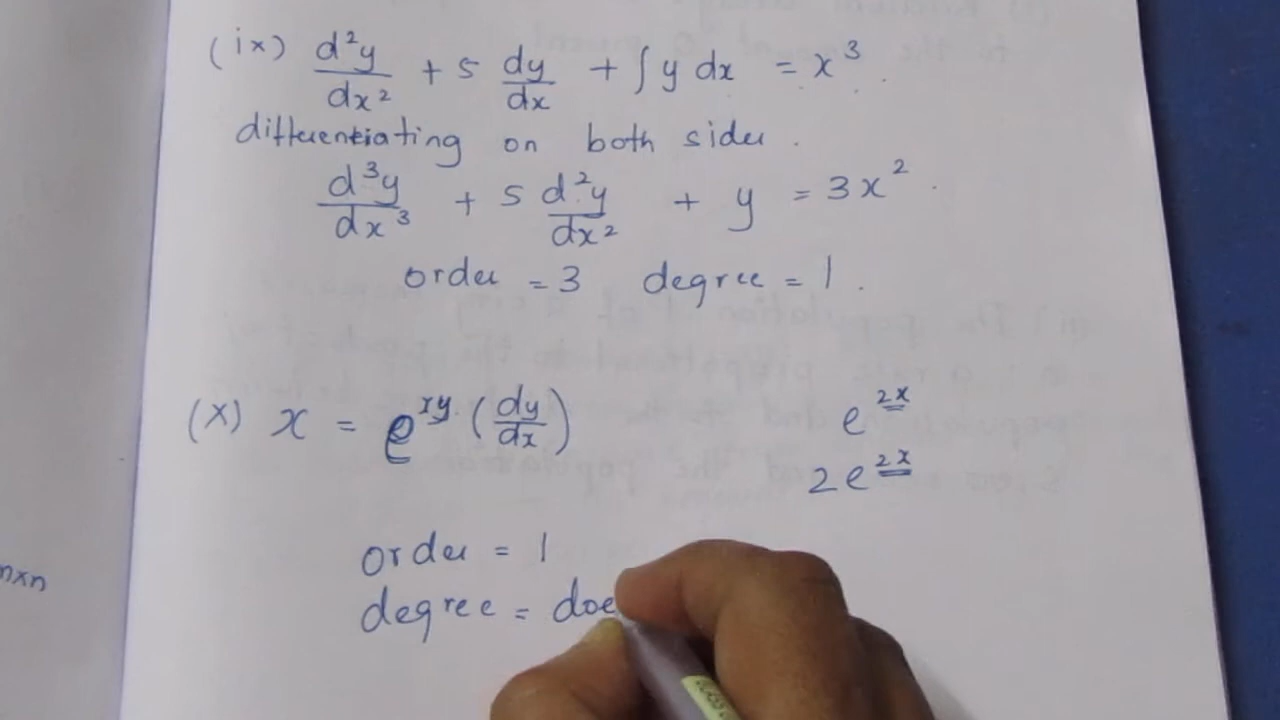 (ix) d²y/dx² + 5 dy/dx + ∫ y dx = x³.
differentiating on both sides.
d³y/dx³ + 5 d²y/dx² + y = 3x².
order = 3 degree = 1.
(x) x = e^xy. (dy/dx)
e^2x
2e^2x
order = 1
degree = doe
nxn